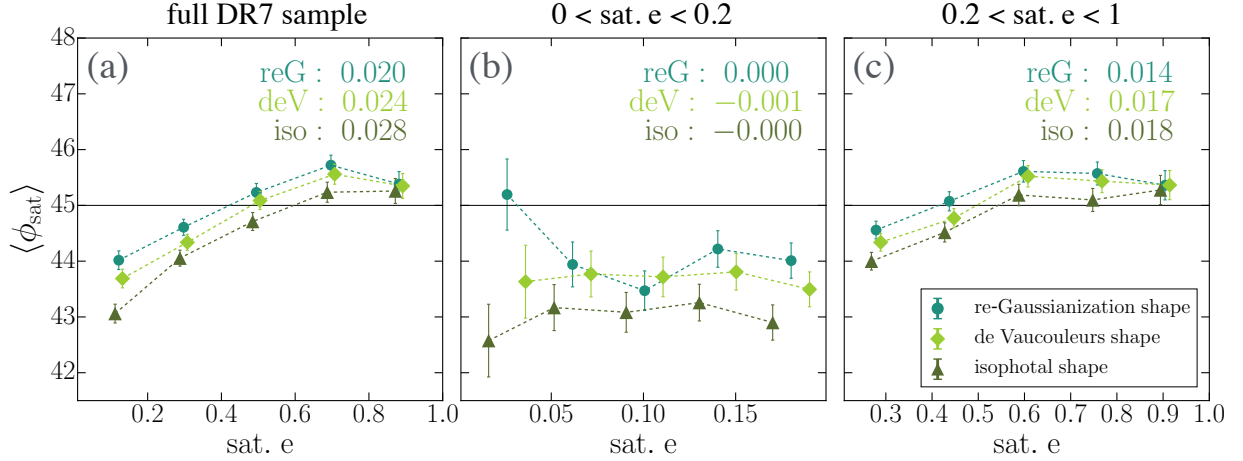 full DR7 sample
0 < sat. e < 0.2
0.2 < sat. e < 1
(a)
reG : 0.020
deV : 0.024
iso : 0.028
(b)
reG : 0.000
deV : −0.001
iso : −0.000
(c)
reG : 0.014
deV : 0.017
iso : 0.018
48
47
46
45
44
43
42
⟨ϕsat⟩
re-Gaussianization shape
de Vaucouleurs shape
isophotal shape
0.2 0.4 0.6 0.8 1.0
0.05 0.10 0.15
0.3 0.4 0.5 0.6 0.7 0.8 0.9 1.0
sat. e
sat. e
sat. e